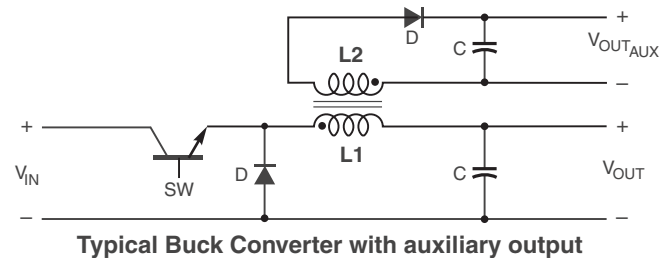 +
D
C
V_OUT_AUX
L2
–
+
+
L1
V_IN
SW
D
C
V_OUT
–
–
Typical Buck Converter with auxiliary output